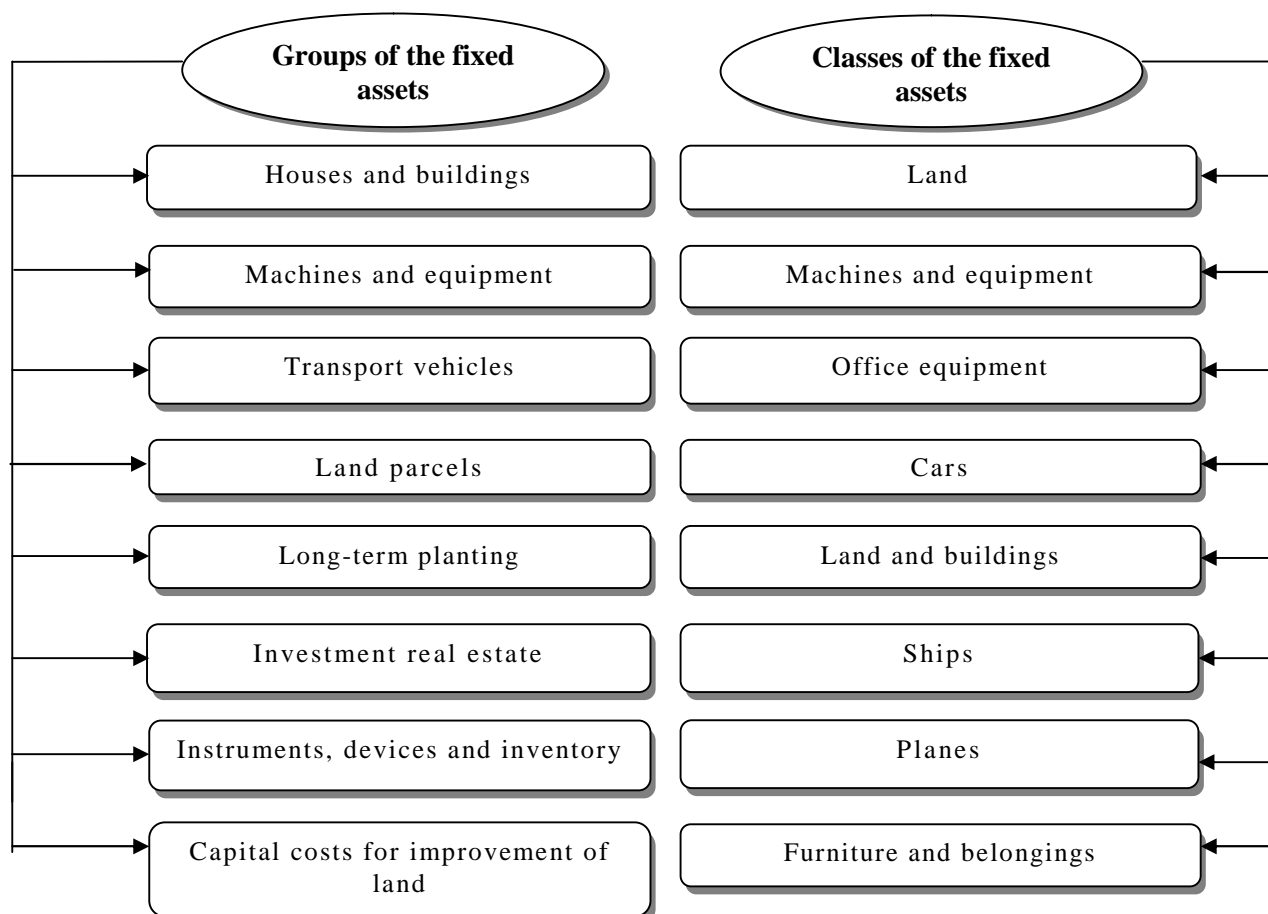 Groups of the fixed
assets
Houses and buildings
Machines and equipment
Transport vehicles
Land parcels
Long-term planting
Investment real estate
Instruments, devices and inventory
Capital costs for improvement of
land
Classes of the fixed
assets
Land
Machines and equipment
Office equipment
Cars
Land and buildings
Ships
Planes
Furniture and belongings